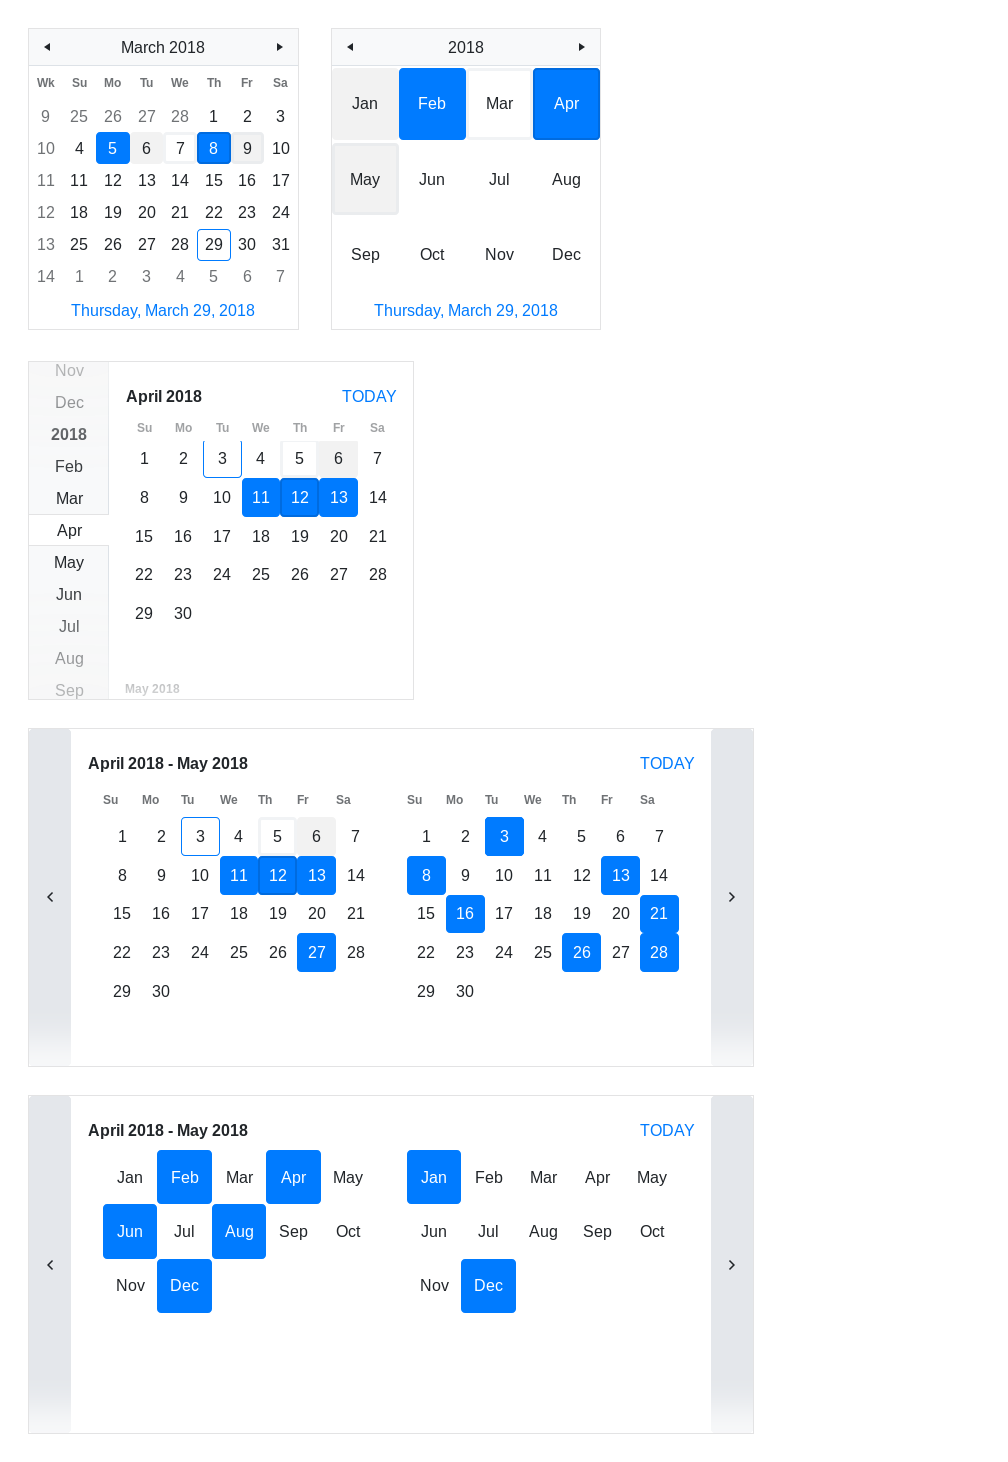 March 2018
Wk Su Mo Tu We Th Fr Sa
9 25 26 27 28 1 2 3
10 4 5 6 7 8 9 10
11 11 12 13 14 15 16 17
12 18 19 20 21 22 23 24
13 25 26 27 28 29 30 31
14 1 2 3 4 5 6 7
Thursday, March 29, 2018
2018
Jan Feb Mar Apr
May Jun Jul Aug
Sep Oct Nov Dec
Thursday, March 29, 2018
Nov
Dec
2018
Feb
Mar
Apr
May
Jun
Jul
Aug
Sep
April 2018 TODAY
Su Mo Tu We Th Fr Sa
1 2 3 4 5 6 7
8 9 10 11 12 13 14
15 16 17 18 19 20 21
22 23 24 25 26 27 28
29 30
May 2018
April 2018 - May 2018 TODAY
Su Mo Tu We Th Fr Sa Su Mo Tu We Th Fr Sa
1 2 3 4 5 6 7 1 2 3 4 5 6 7
8 9 10 11 12 13 14 8 9 10 11 12 13 14
15 16 17 18 19 20 21 15 16 17 18 19 20 21
22 23 24 25 26 27 28 22 23 24 25 26 27 28
29 30 29 30
April 2018 - May 2018 TODAY
Jan Feb Mar Apr May Jan Feb Mar Apr May
Jun Jul Aug Sep Oct Jun Jul Aug Sep Oct
Nov Dec Nov Dec